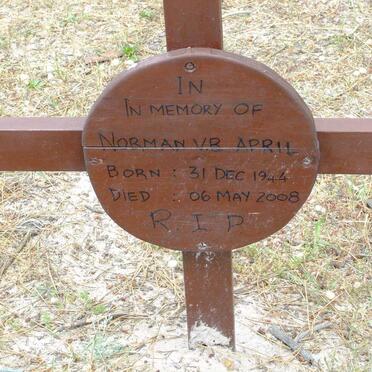 IN
IN MEMORY OF
NORMAN V.B. APRIL
BORN : 31 DEC 1944
DIED : 06 MAY 2008
R.I.P